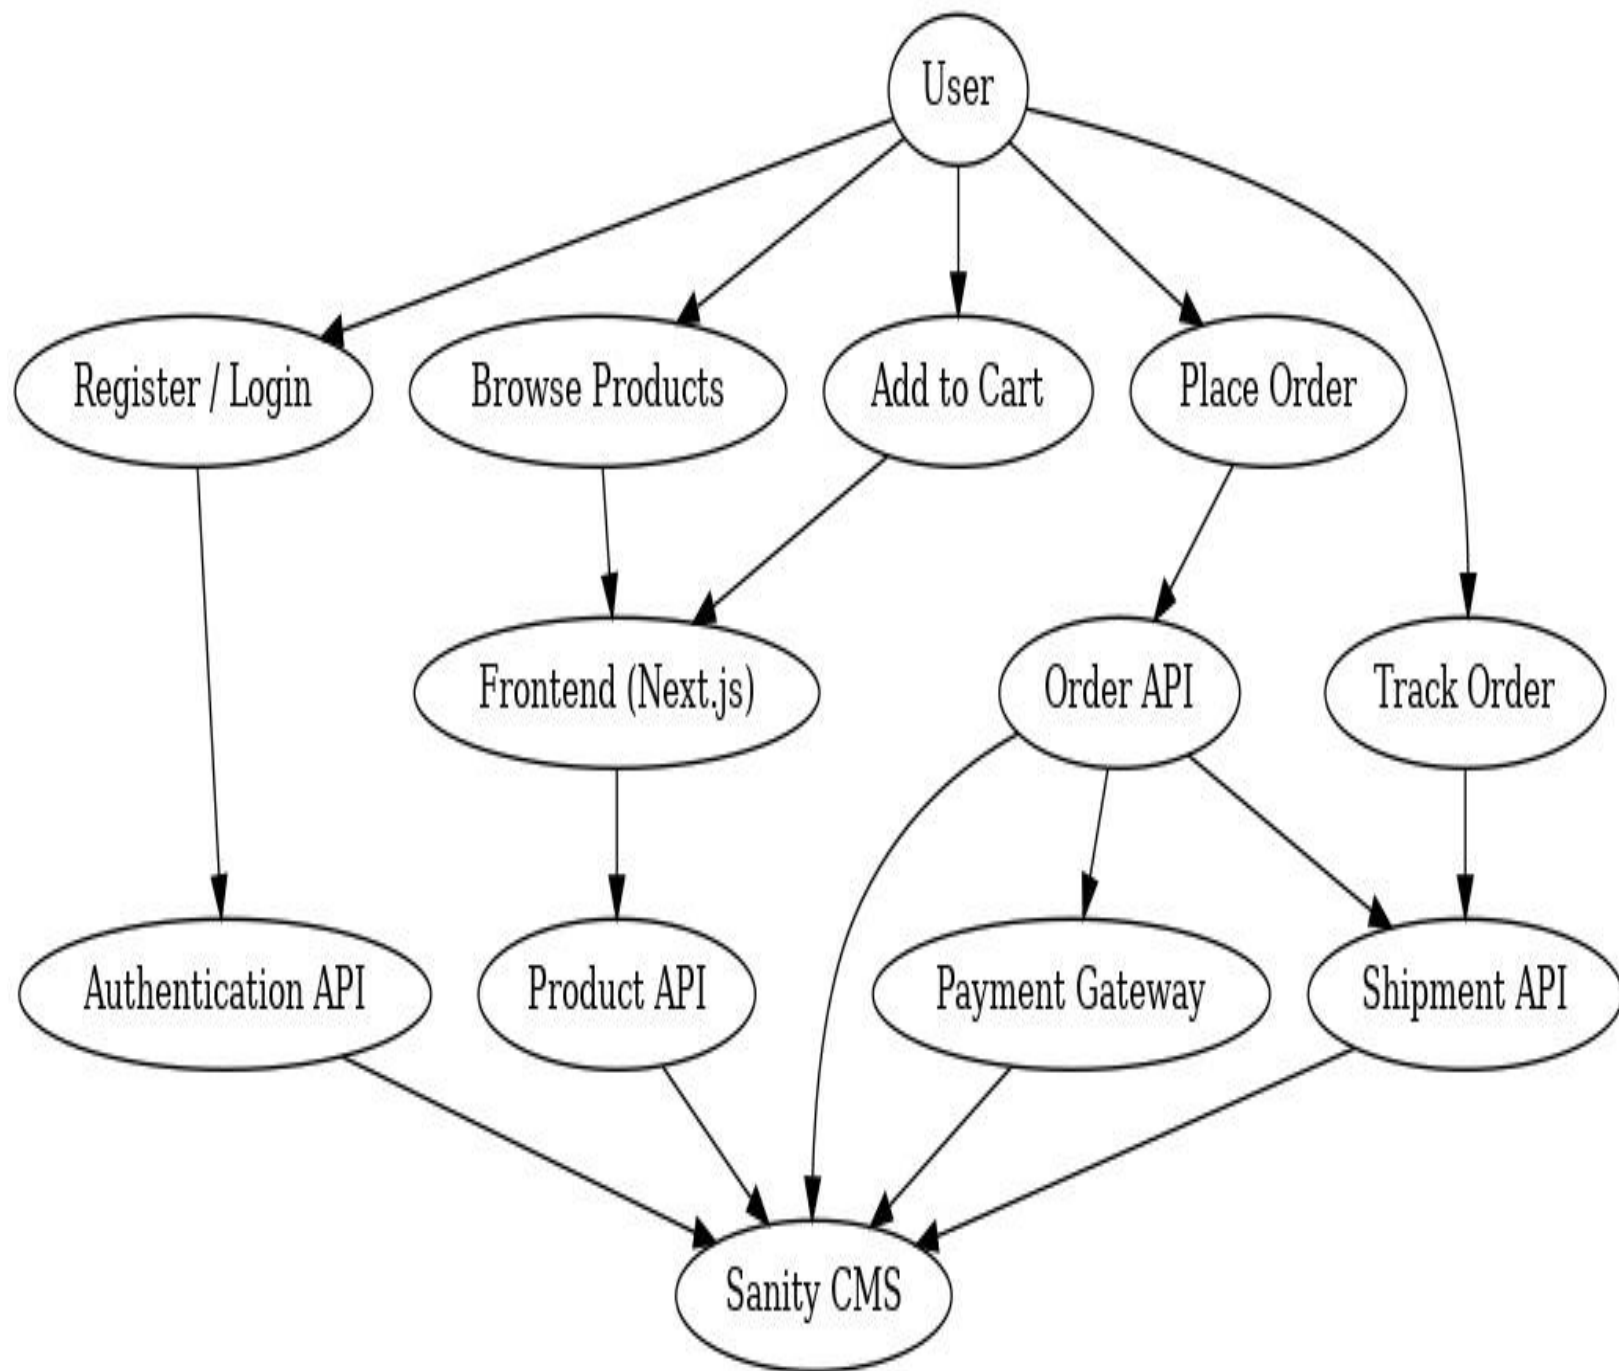 User
Register / Login
Browse Products
Add to Cart
Place Order
Frontend (Next.js)
Order API
Track Order
Authentication API
Product API
Payment Gateway
Shipment API
Sanity CMS